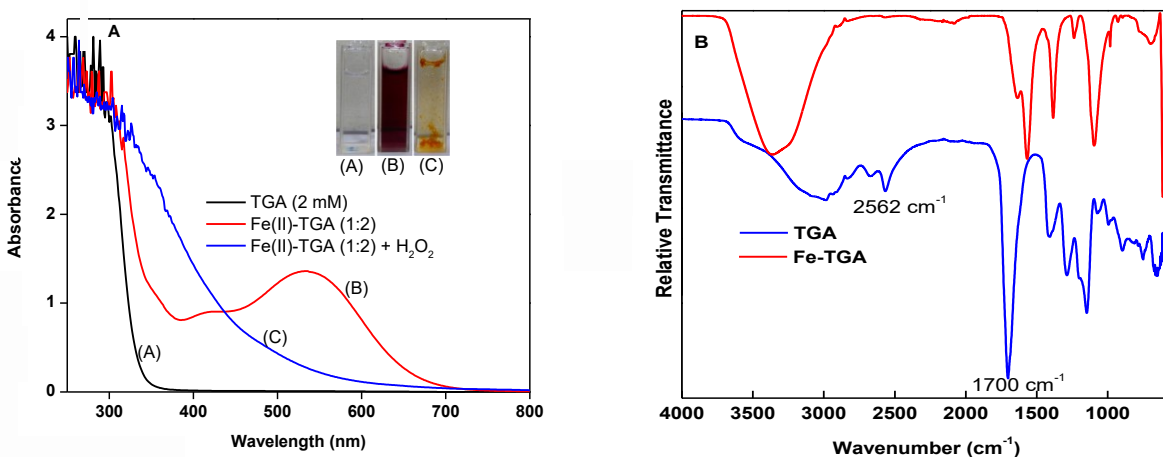 A
4
3
2
1
0
300
400
500
600
700
800
Absorbance
Wavelength (nm)
(A)
(B)
(C)
TGA (2 mM)
Fe(II)-TGA (1:2)
Fe(II)-TGA (1:2) + H₂O₂
(A)
(B)
(C)
B
Relative Transmittance
2562 cm⁻¹
TGA
Fe-TGA
1700 cm⁻¹
4000
3500
3000
2500
2000
1500
1000
Wavenumber (cm⁻¹)